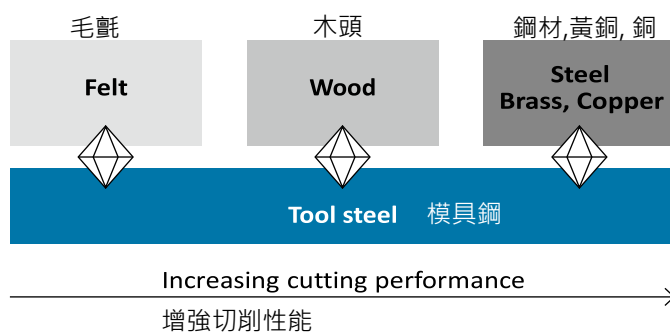 毛氈
木頭
鋼材,黃銅, 銅
Felt
Wood
Steel
Brass, Copper
Tool steel 模具鋼
Increasing cutting performance
增強切削性能